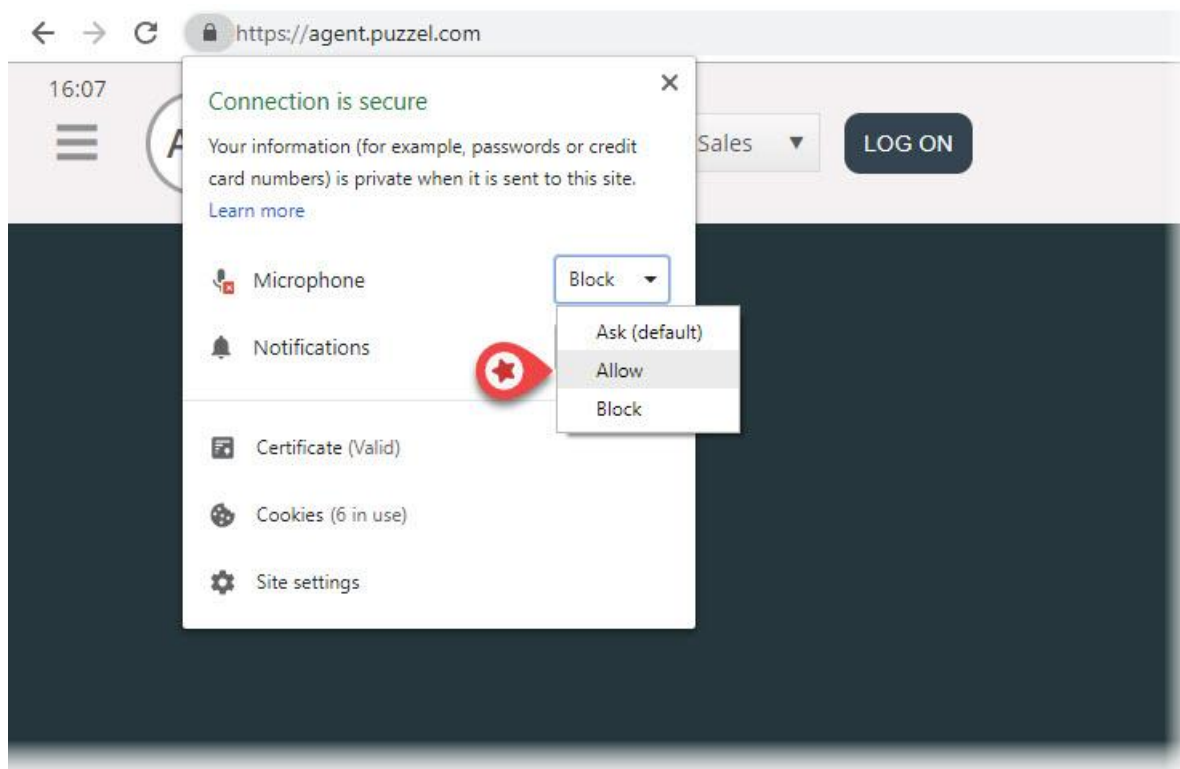 https://agent.puzzel.com
16:07
Connection is secure
Your information (for example, passwords or credit
card numbers) is private when it is sent to this site.
Learn more
Sales
LOG ON
Microphone
Block
Ask (default)
Notifications
Allow
Block
Certificate (Valid)
Cookies (6 in use)
Site settings